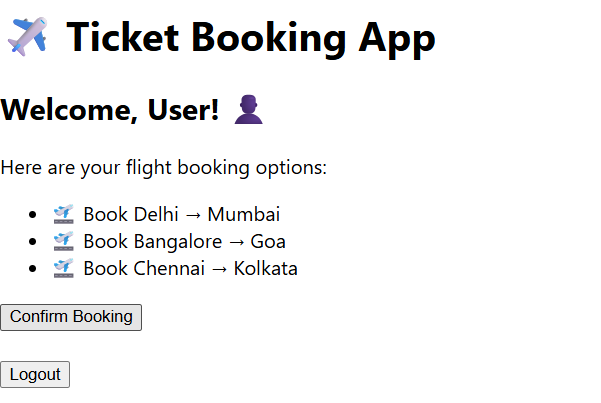 ✈️ Ticket Booking App
Welcome, User! 👤
Here are your flight booking options:
• 🛫 Book Delhi → Mumbai
• 🛫 Book Bangalore → Goa
• 🛫 Book Chennai → Kolkata
Confirm Booking
Logout